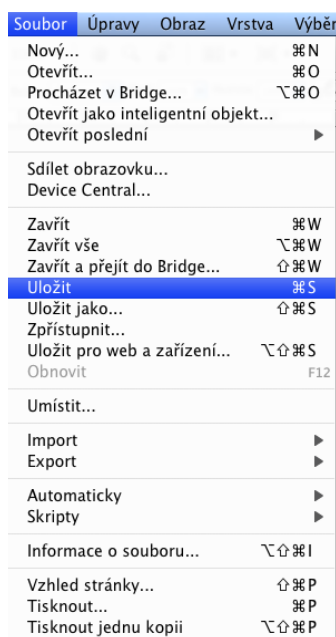 Soubor Úpravy Obraz Vrstva Výběr
Nový... ⌘N
Otevřít... ⌘O
Procházet v Bridge... ⌥⌘O
Otevřít jako inteligentní objekt...
Otevřít poslední ▶
Sdílet obrazovku...
Device Central...
Zavřít ⌘W
Zavřít vše ⌥⌘W
Zavřít a přejít do Bridge... ⇧⌘W
Uložit ⌘S
Uložit jako... ⇧⌘S
Zpřístupnit...
Uložit pro web a zařízení... ⌥⇧⌘S
Obnovit F12
Umístit...
Import ▶
Export ▶
Automaticky ▶
Skripty ▶
Informace o souboru... ⌥⇧⌘I
Vzhled stránky... ⇧⌘P
Tisknout... ⌘P
Tisknout jednu kopii ⌥⇧⌘P